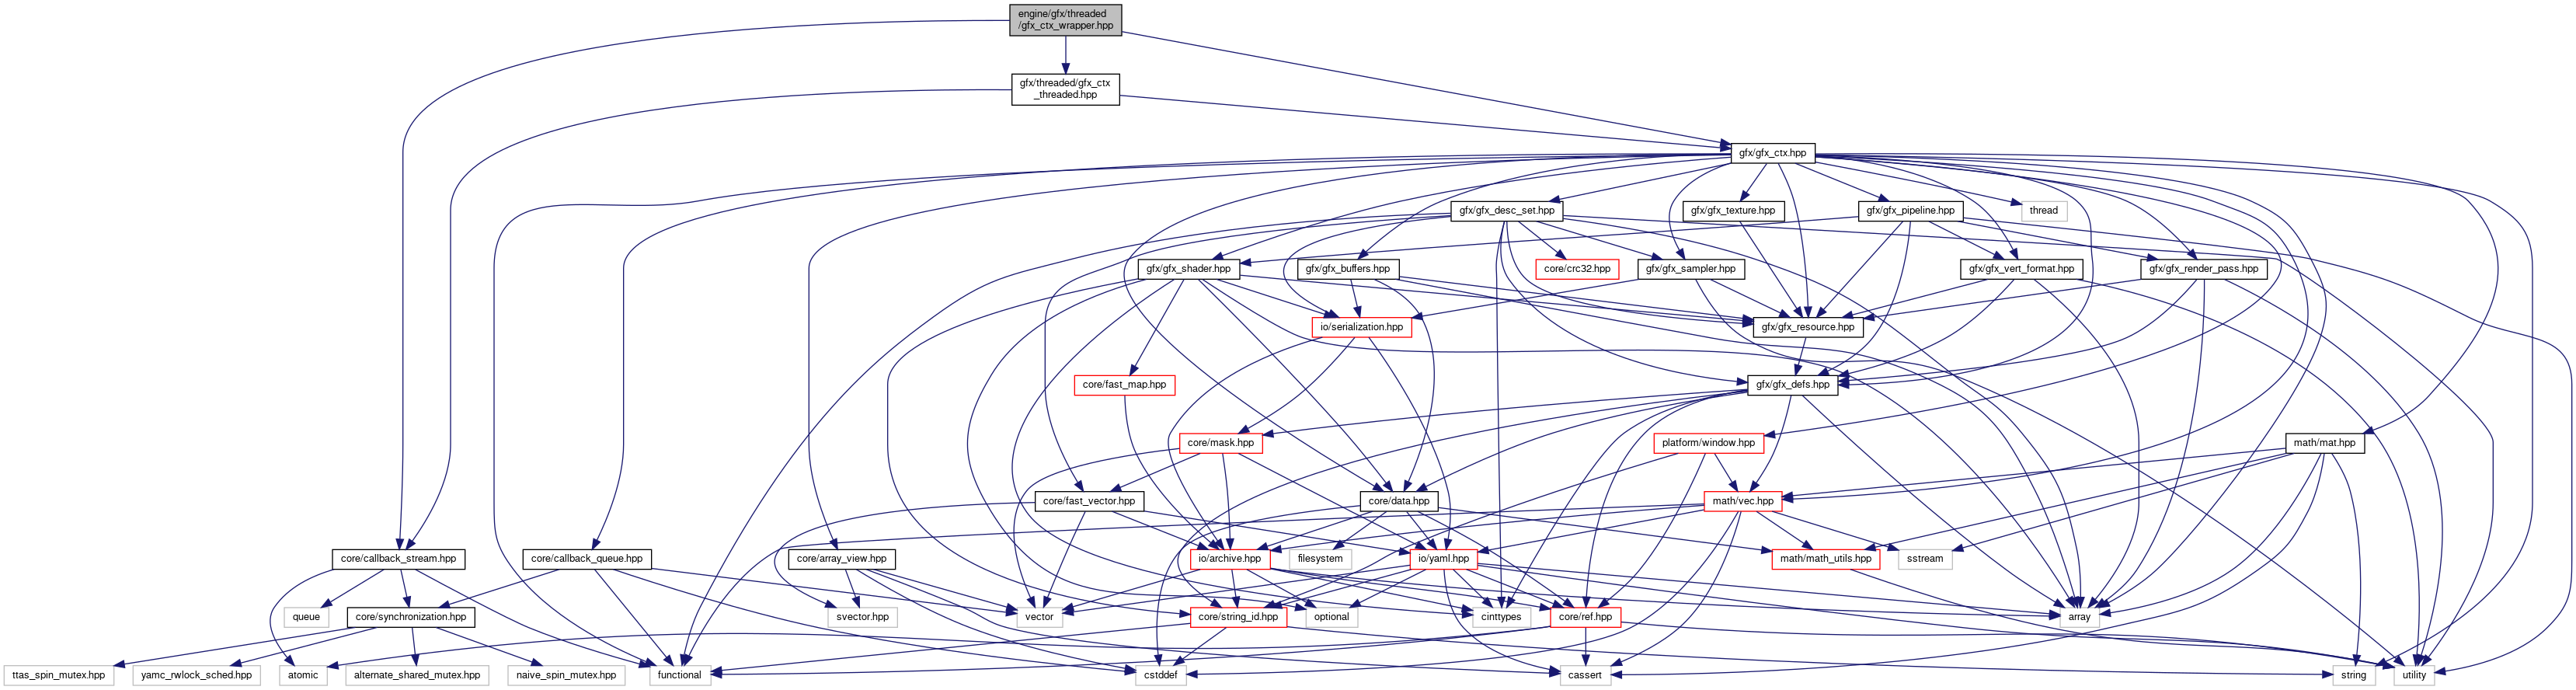 engine/gfx/threaded
/gfx_ctx_wrapper.hpp
gfx/threaded/gfx_ctx
_threaded.hpp
gfx/gfx_ctx.hpp
gfx/gfx_desc_set.hpp
gfx/gfx_texture.hpp
gfx/gfx_pipeline.hpp
thread
gfx/gfx_shader.hpp
gfx/gfx_buffers.hpp
core/crc32.hpp
gfx/gfx_sampler.hpp
gfx/gfx_vert_format.hpp
gfx/gfx_render_pass.hpp
io/serialization.hpp
gfx/gfx_resource.hpp
core/fast_map.hpp
gfx/gfx_defs.hpp
core/mask.hpp
platform/window.hpp
math/mat.hpp
core/fast_vector.hpp
core/data.hpp
math/vec.hpp
core/callback_stream.hpp
core/callback_queue.hpp
core/array_view.hpp
io/archive.hpp
filesystem
io/yaml.hpp
math/math_utils.hpp
sstream
queue
core/synchronization.hpp
vector
svector.hpp
core/string_id.hpp
optional
cinttypes
core/ref.hpp
array
ttas_spin_mutex.hpp
yamc_rwlock_sched.hpp
atomic
alternate_shared_mutex.hpp
naive_spin_mutex.hpp
functional
cstddef
cassert
string
utility